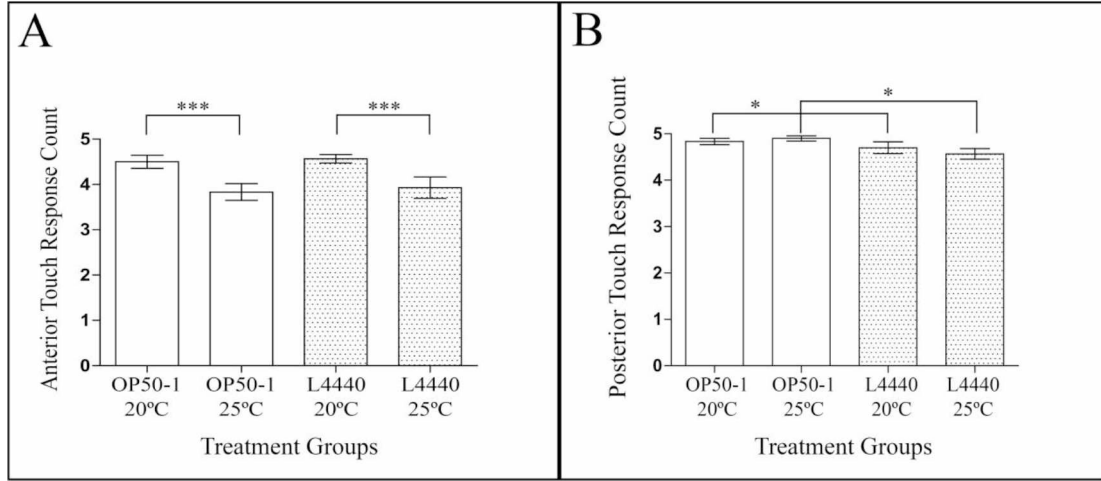 A
***
***
Anterior Touch Response Count
5
4
3
2
1
0
OP50-1 OP50-1 L4440 L4440
20ºC 25ºC 20ºC 25ºC
Treatment Groups
B
*
*
Posterior Touch Response Count
5
4
3
2
1
0
OP50-1 OP50-1 L4440 L4440
20ºC 25ºC 20ºC 25ºC
Treatment Groups